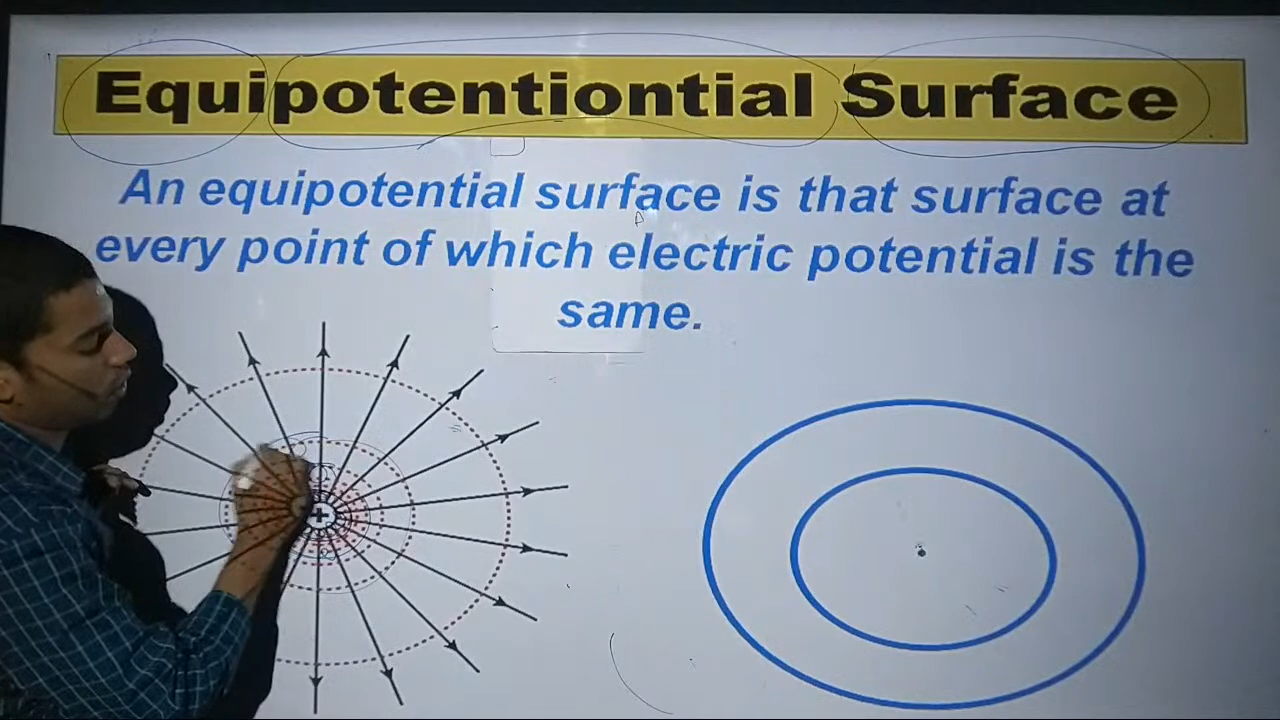 Equipotentiontial Surface
An equipotential surface is that surface at
every point of which electric potential is the
same.
+